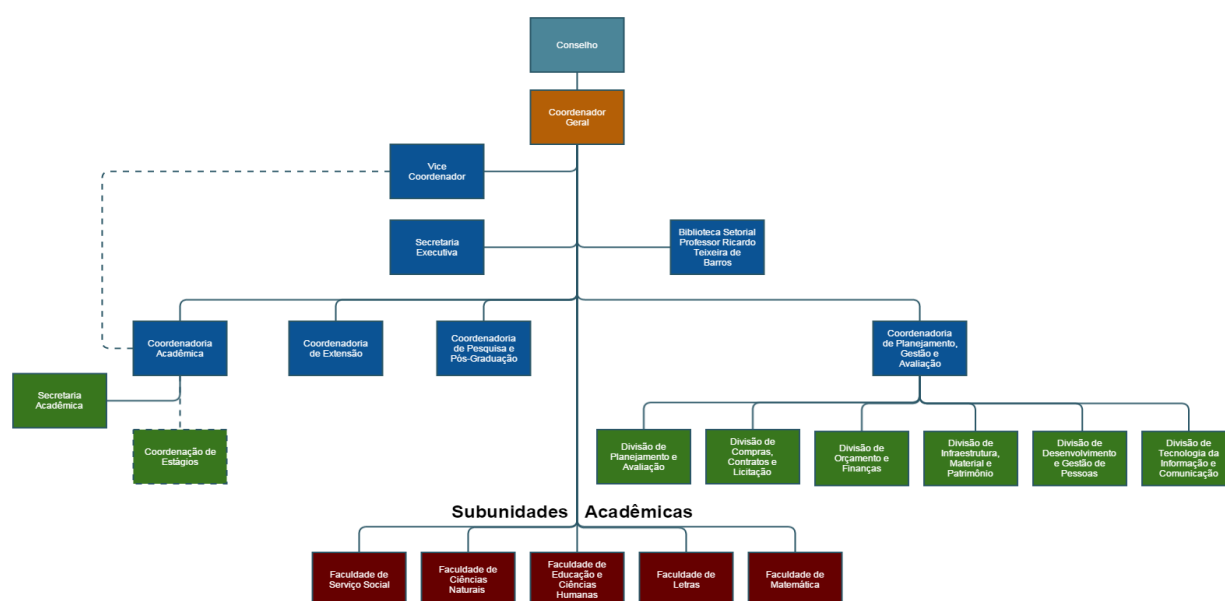 Conselho
Coordenador
Geral
Vice
Coordenador
Secretaria
Executiva
Biblioteca Setorial
Professor Ricardo
Teixeira de
Barros
Coordenadoria
Acadêmica
Coordenadoria
de Extensão
Coordenadoria
de Pesquisa e
Pós-Graduação
Coordenadoria
de Planejamento,
Gestão e
Avaliação
Secretaria
Acadêmica
Coordenação de
Estágios
Divisão de
Planejamento e
Avaliação
Divisão de
Compras,
Contratos e
Licitação
Divisão de
Orçamento e
Finanças
Divisão de
Infraestrutura,
Material e
Patrimônio
Divisão de
Desenvolvimento
e Gestão de
Pessoas
Divisão de
Tecnologia da
Informação e
Comunicação
Subunidades Acadêmicas
Faculdade de
Serviço Social
Faculdade de
Ciências
Naturais
Faculdade de
Educação e
Ciências
Humanas
Faculdade de
Letras
Faculdade de
Matemática